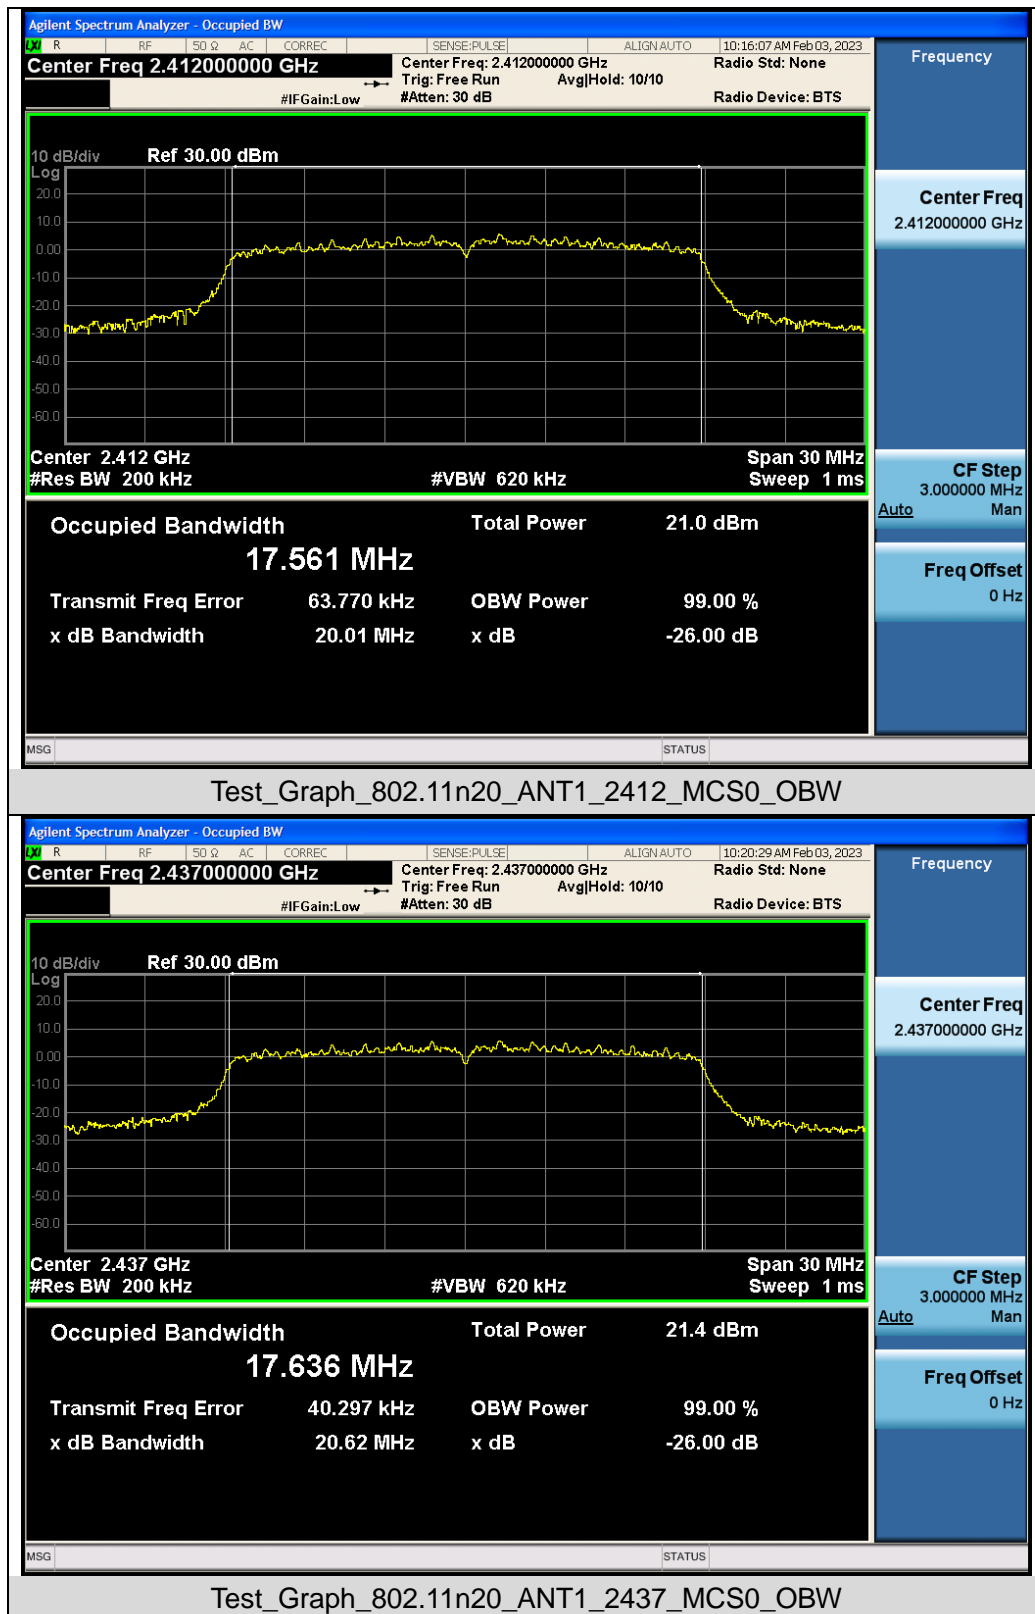 Agilent Spectrum Analyzer - Occupied BW
LXI R RF 50 Ω AC CORREC SENSE:PULSE ALIGN AUTO 10:16:07 AM Feb 03, 2023
Center Freq 2.412000000 GHz
Center Freq: 2.412000000 GHz Radio Std: None
Trig: Free Run Avg|Hold: 10/10
#IFGain:Low #Atten: 30 dB Radio Device: BTS
10 dB/div Ref 30.00 dBm
Log
20.0
10.0
0.00
-10.0
-20.0
-30.0
-40.0
-50.0
-60.0
Center 2.412 GHz Span 30 MHz
#Res BW 200 kHz #VBW 620 kHz Sweep 1 ms
Occupied Bandwidth Total Power 21.0 dBm
17.561 MHz
Transmit Freq Error 63.770 kHz OBW Power 99.00 %
x dB Bandwidth 20.01 MHz x dB -26.00 dB
MSG STATUS
Frequency
Center Freq
2.412000000 GHz
CF Step
3.000000 MHz
Auto Man
Freq Offset
0 Hz
Test_Graph_802.11n20_ANT1_2412_MCS0_OBW
Agilent Spectrum Analyzer - Occupied BW
LXI R RF 50 Ω AC CORREC SENSE:PULSE ALIGN AUTO 10:20:29 AM Feb 03, 2023
Center Freq 2.437000000 GHz
Center Freq: 2.437000000 GHz Radio Std: None
Trig: Free Run Avg|Hold: 10/10
#IFGain:Low #Atten: 30 dB Radio Device: BTS
10 dB/div Ref 30.00 dBm
Log
20.0
10.0
0.00
-10.0
-20.0
-30.0
-40.0
-50.0
-60.0
Center 2.437 GHz Span 30 MHz
#Res BW 200 kHz #VBW 620 kHz Sweep 1 ms
Occupied Bandwidth Total Power 21.4 dBm
17.636 MHz
Transmit Freq Error 40.297 kHz OBW Power 99.00 %
x dB Bandwidth 20.62 MHz x dB -26.00 dB
MSG STATUS
Frequency
Center Freq
2.437000000 GHz
CF Step
3.000000 MHz
Auto Man
Freq Offset
0 Hz
Test_Graph_802.11n20_ANT1_2437_MCS0_OBW